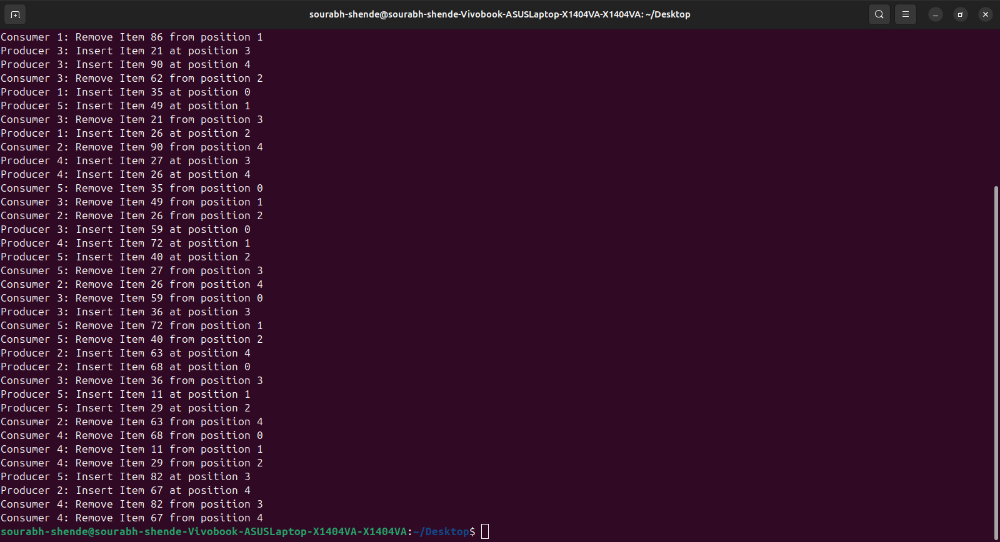 sourabh-shende@sourabh-shende-Vivobook-ASUSLaptop-X1404VA-X1404VA: ~/Desktop
Consumer 1: Remove Item 86 from position 1
Producer 3: Insert Item 21 at position 3
Producer 3: Insert Item 90 at position 4
Consumer 3: Remove Item 62 from position 2
Producer 1: Insert Item 35 at position 0
Producer 5: Insert Item 49 at position 1
Consumer 3: Remove Item 21 from position 3
Producer 1: Insert Item 26 at position 2
Consumer 2: Remove Item 90 from position 4
Producer 4: Insert Item 27 at position 3
Producer 4: Insert Item 26 at position 4
Consumer 5: Remove Item 35 from position 0
Consumer 3: Remove Item 49 from position 1
Consumer 2: Remove Item 26 from position 2
Producer 3: Insert Item 59 at position 0
Producer 4: Insert Item 72 at position 1
Producer 5: Insert Item 40 at position 2
Consumer 5: Remove Item 27 from position 3
Consumer 2: Remove Item 26 from position 4
Consumer 3: Remove Item 59 from position 0
Producer 3: Insert Item 36 at position 3
Consumer 5: Remove Item 72 from position 1
Consumer 5: Remove Item 40 from position 2
Producer 2: Insert Item 63 at position 4
Producer 2: Insert Item 68 at position 0
Consumer 3: Remove Item 36 from position 3
Producer 5: Insert Item 11 at position 1
Producer 5: Insert Item 29 at position 2
Consumer 2: Remove Item 63 from position 4
Consumer 4: Remove Item 68 from position 0
Consumer 4: Remove Item 11 from position 1
Consumer 4: Remove Item 29 from position 2
Producer 5: Insert Item 82 at position 3
Producer 2: Insert Item 67 at position 4
Consumer 4: Remove Item 82 from position 3
Consumer 4: Remove Item 67 from position 4
sourabh-shende@sourabh-shende-Vivobook-ASUSLaptop-X1404VA-X1404VA:~/Desktop$